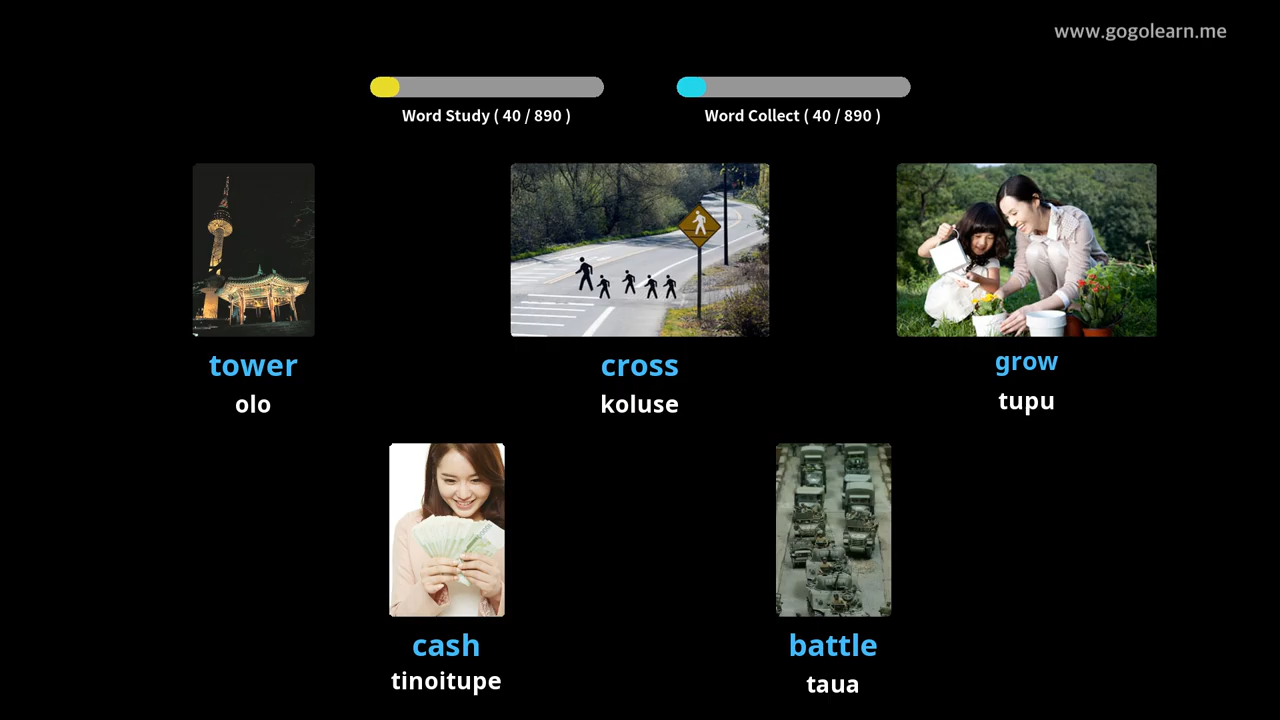 www.gogolearn.me
Word Study ( 40 / 890 )
Word Collect ( 40 / 890 )
tower
olo
cross
koluse
grow
tupu
cash
tinoitupe
battle
taua